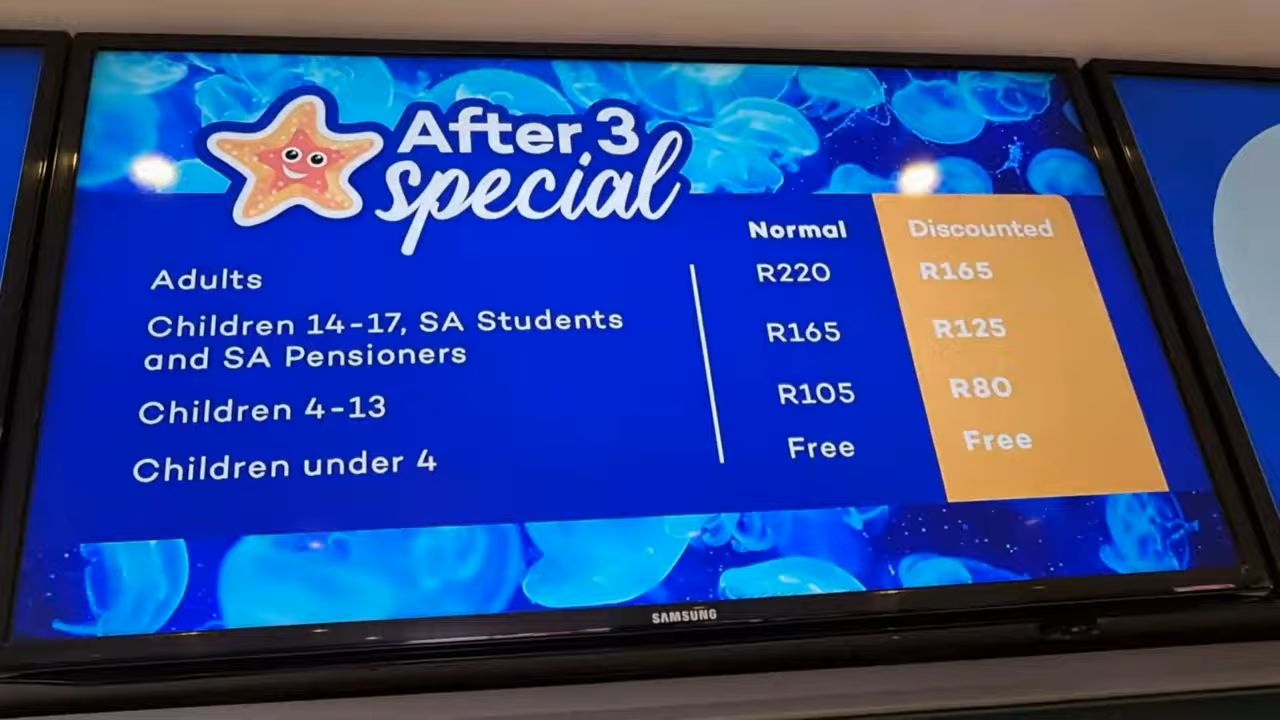 After 3
special
Normal Discounted
Adults R220 R165
Children 14-17, SA Students
and SA Pensioners R165 R125
Children 4-13 R105 R80
Children under 4 Free Free
SAMSUNG